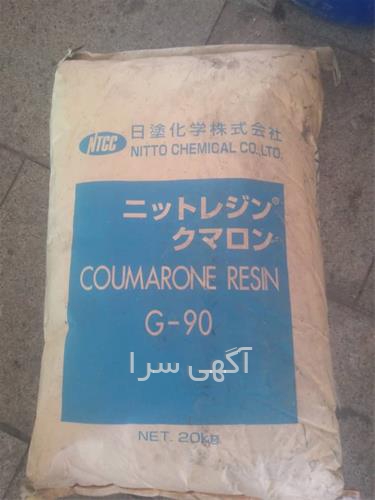 NTCC
日塗化学株式会社
NITTO CHEMICAL CO.,LTD.
ニットレジン®
クマロン
COUMARONE RESIN
G-90
آگهی سرا
NET. 20kg